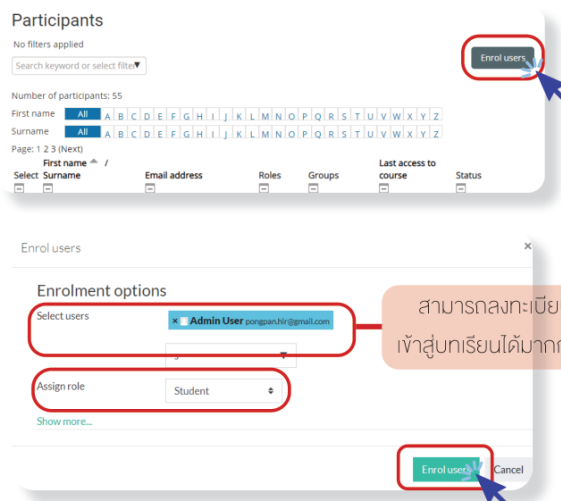 Participants
No filters applied
Search keyword or select filter▼
Enrol users
Number of participants: 55
First name All A B C D E F G H I J K L M N O P Q R S T U V W X Y Z
Surname All A B C D E F G H I J K L M N O P Q R S T U V W X Y Z
Page: 1 2 3 (Next)
Select First name / Surname Email address Roles Groups Last access to course Status
Enrol users ×
Enrolment options
Select users × Admin User pongpan.hir@gmail.com
สามารถลงทะเบีย
เข้าสู่บทเรียนได้มาก
Assign role Student
Show more...
Enrol users Cancel